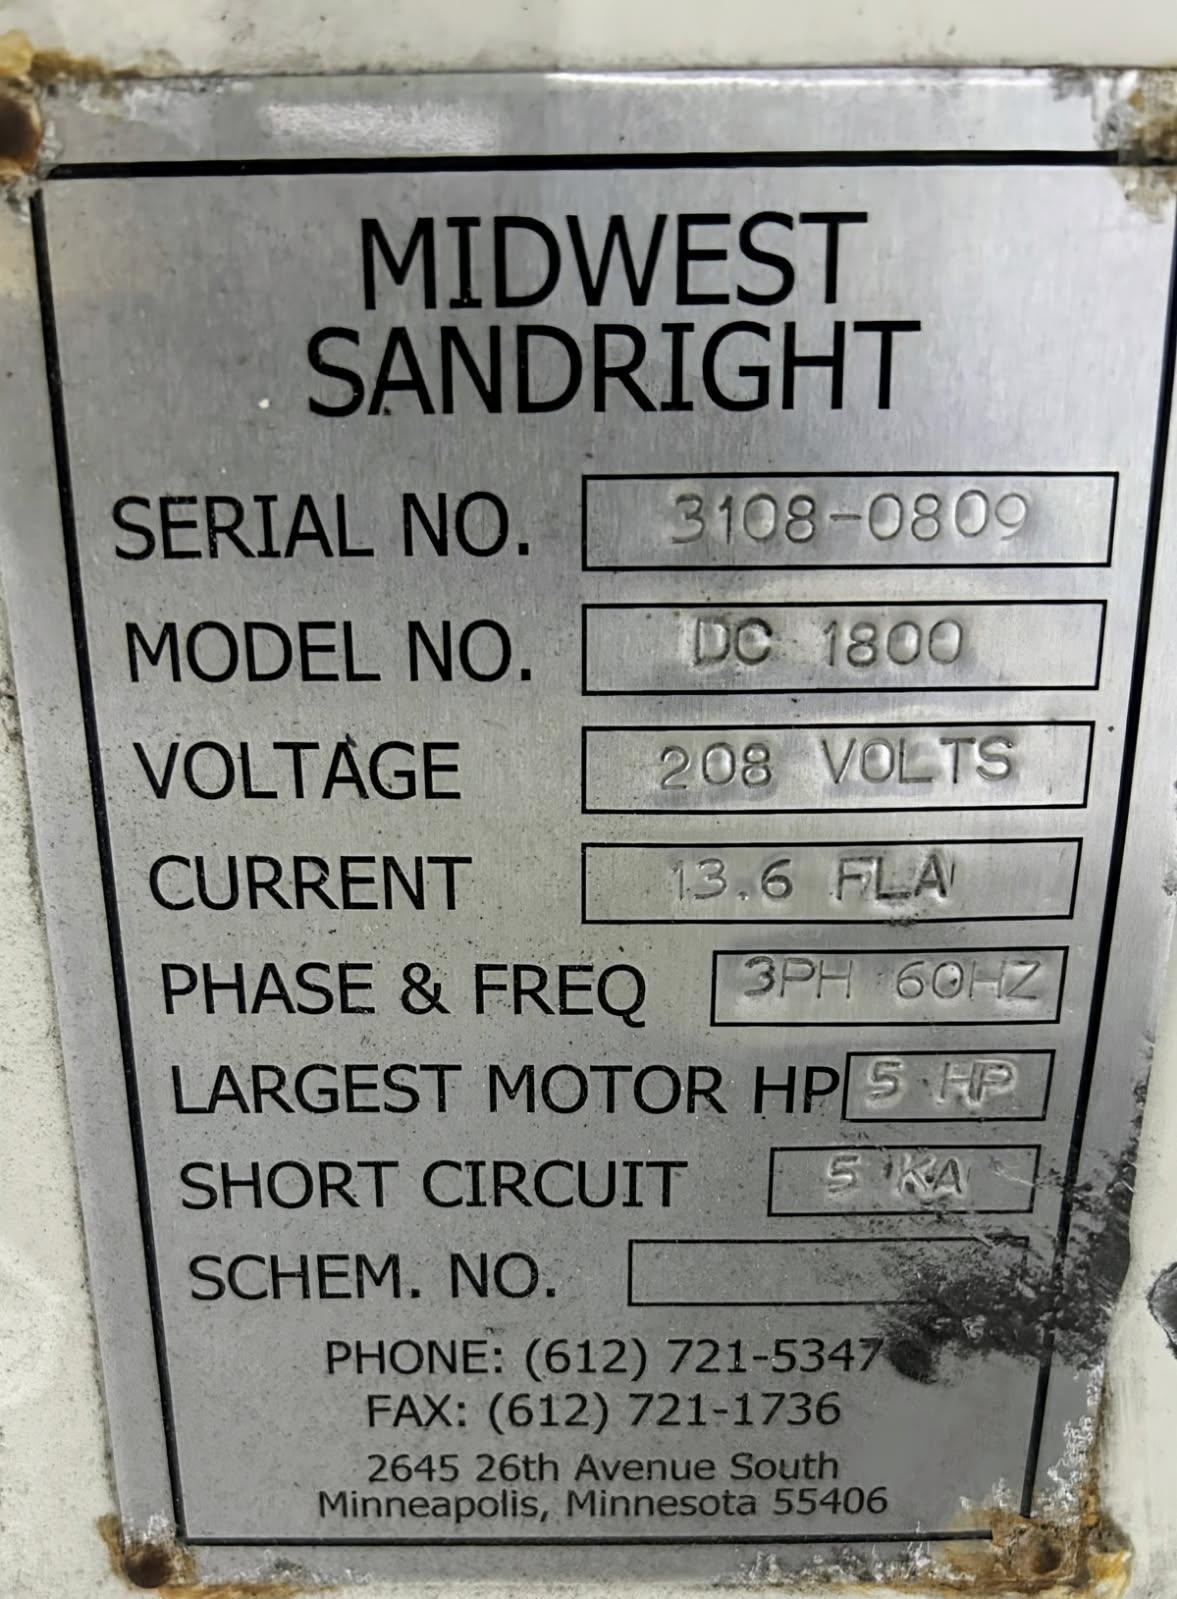 MIDWEST
SANDRIGHT
SERIAL NO. 3108-0809
MODEL NO. DC 1800
VOLTAGE 208 VOLTS
CURRENT 13.6 FLA
PHASE & FREQ 3PH 60HZ
LARGEST MOTOR HP 5 HP
SHORT CIRCUIT 5 KA
SCHEM. NO.
PHONE: (612) 721-5347
FAX: (612) 721-1736
2645 26th Avenue South
Minneapolis, Minnesota 55406